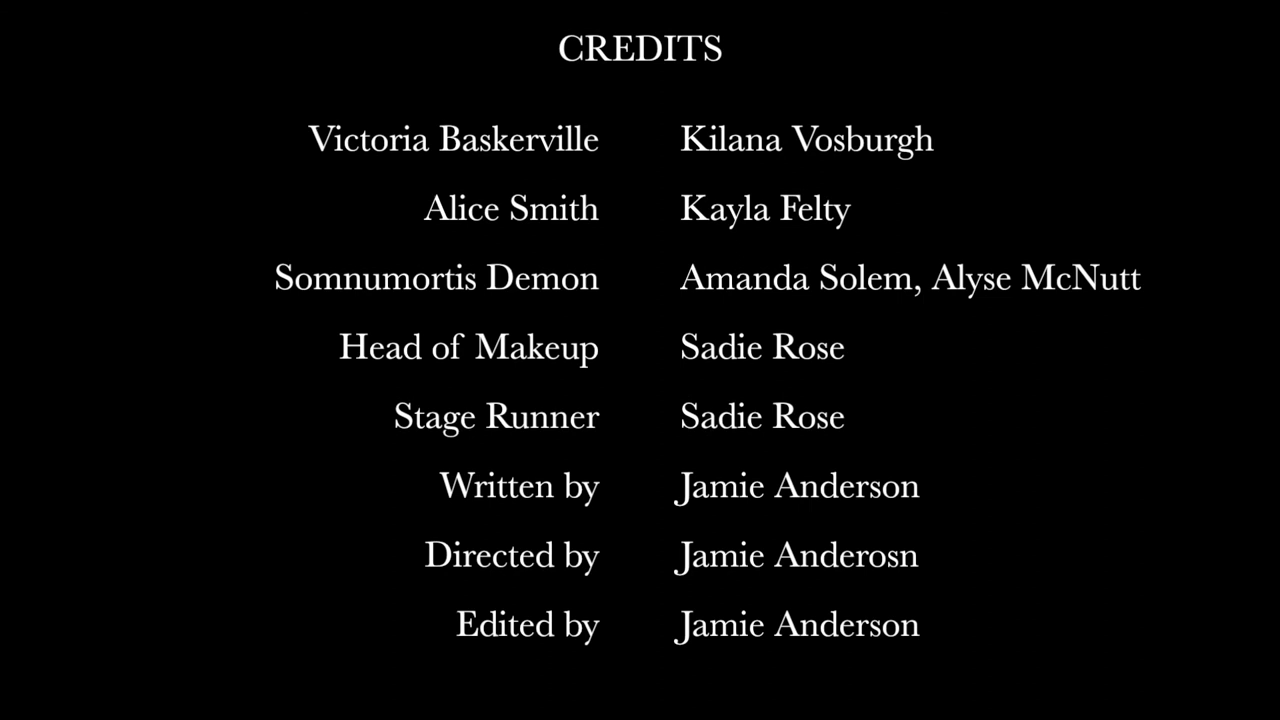 CREDITS
Victoria Baskerville Kilana Vosburgh
Alice Smith Kayla Felty
Somnumortis Demon Amanda Solem, Alyse McNutt
Head of Makeup Sadie Rose
Stage Runner Sadie Rose
Written by Jamie Anderson
Directed by Jamie Anderosn
Edited by Jamie Anderson